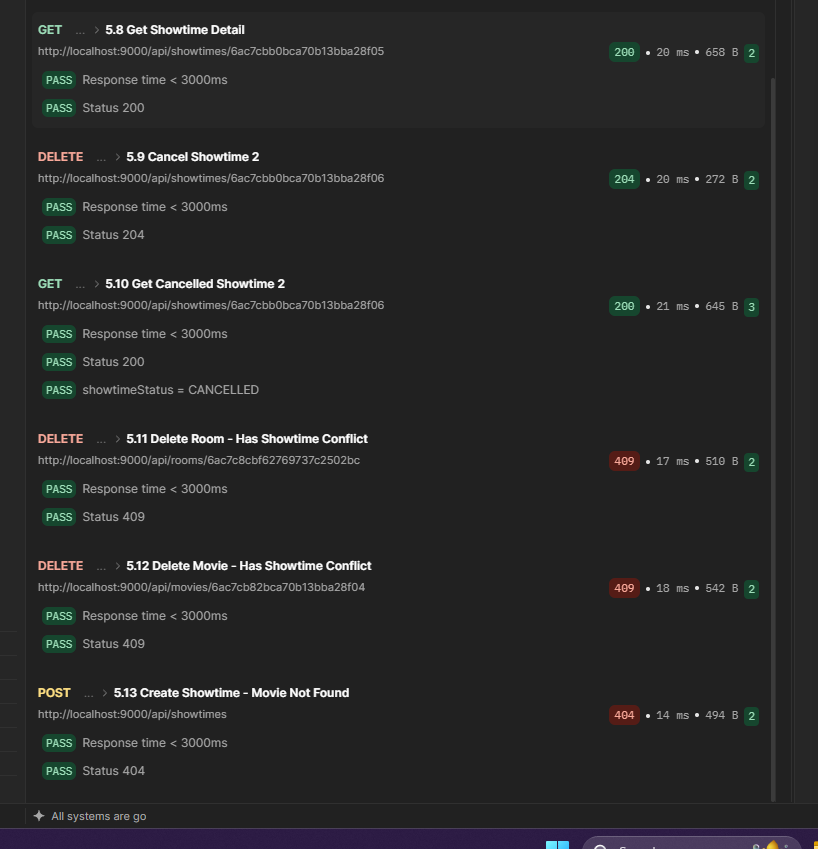 GET ... > 5.8 Get Showtime Detail
http://localhost:9000/api/showtimes/6ac7cbb0bca70b13bba28f05 200 • 20 ms • 658 B 2
PASS Response time < 3000ms
PASS Status 200
DELETE ... > 5.9 Cancel Showtime 2
http://localhost:9000/api/showtimes/6ac7cbb0bca70b13bba28f06 204 • 20 ms • 272 B 2
PASS Response time < 3000ms
PASS Status 204
GET ... > 5.10 Get Cancelled Showtime 2
http://localhost:9000/api/showtimes/6ac7cbb0bca70b13bba28f06 200 • 21 ms • 645 B 3
PASS Response time < 3000ms
PASS Status 200
PASS showtimeStatus = CANCELLED
DELETE ... > 5.11 Delete Room - Has Showtime Conflict
http://localhost:9000/api/rooms/6ac7c8cbf62769737c2502bc 409 • 17 ms • 510 B 2
PASS Response time < 3000ms
PASS Status 409
DELETE ... > 5.12 Delete Movie - Has Showtime Conflict
http://localhost:9000/api/movies/6ac7cb82bca70b13bba28f04 409 • 18 ms • 542 B 2
PASS Response time < 3000ms
PASS Status 409
POST ... > 5.13 Create Showtime - Movie Not Found
http://localhost:9000/api/showtimes 404 • 14 ms • 494 B 2
PASS Response time < 3000ms
PASS Status 404
All systems are go